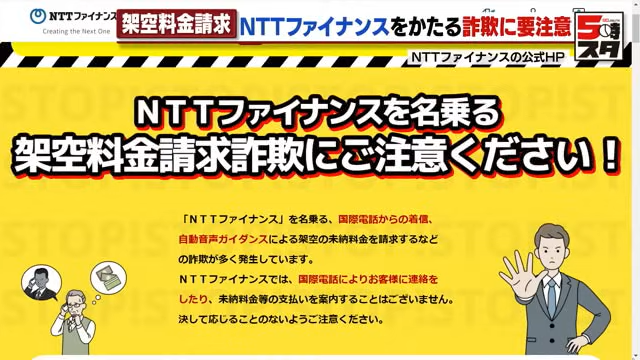 NTTファイナンス
Creating the Next One
架空料金請求
NTTファイナンスをかたる詐欺に要注意
5時スタ
NTTファイナンスの公式HP
NTTファイナンスを名乗る
架空料金請求詐欺にご注意ください！
「NTTファイナンス」を名乗る、国際電話からの着信、
自動音声ガイダンスによる架空の未納料金を請求するなど
の詐欺が多く発生しています。
NTTファイナンスでは、国際電話によりお客様に連絡を
したり、未納料金等の支払いを案内することはございません。
決して応じることのないようご注意ください。